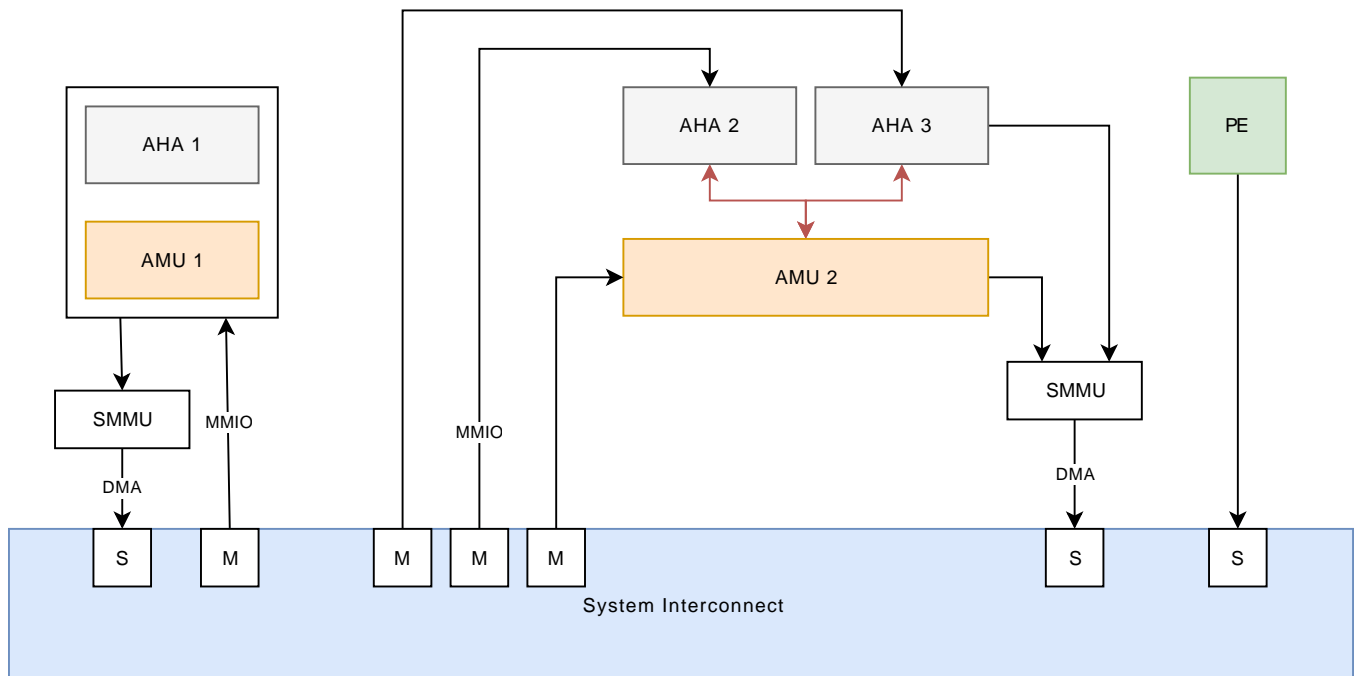 AHA 1
AHA 2
AHA 3
PE
AMU 1
AMU 2
SMMU
MMIO
MMIO
SMMU
DMA
DMA
S
M
M
M
M
S
S
System Interconnect